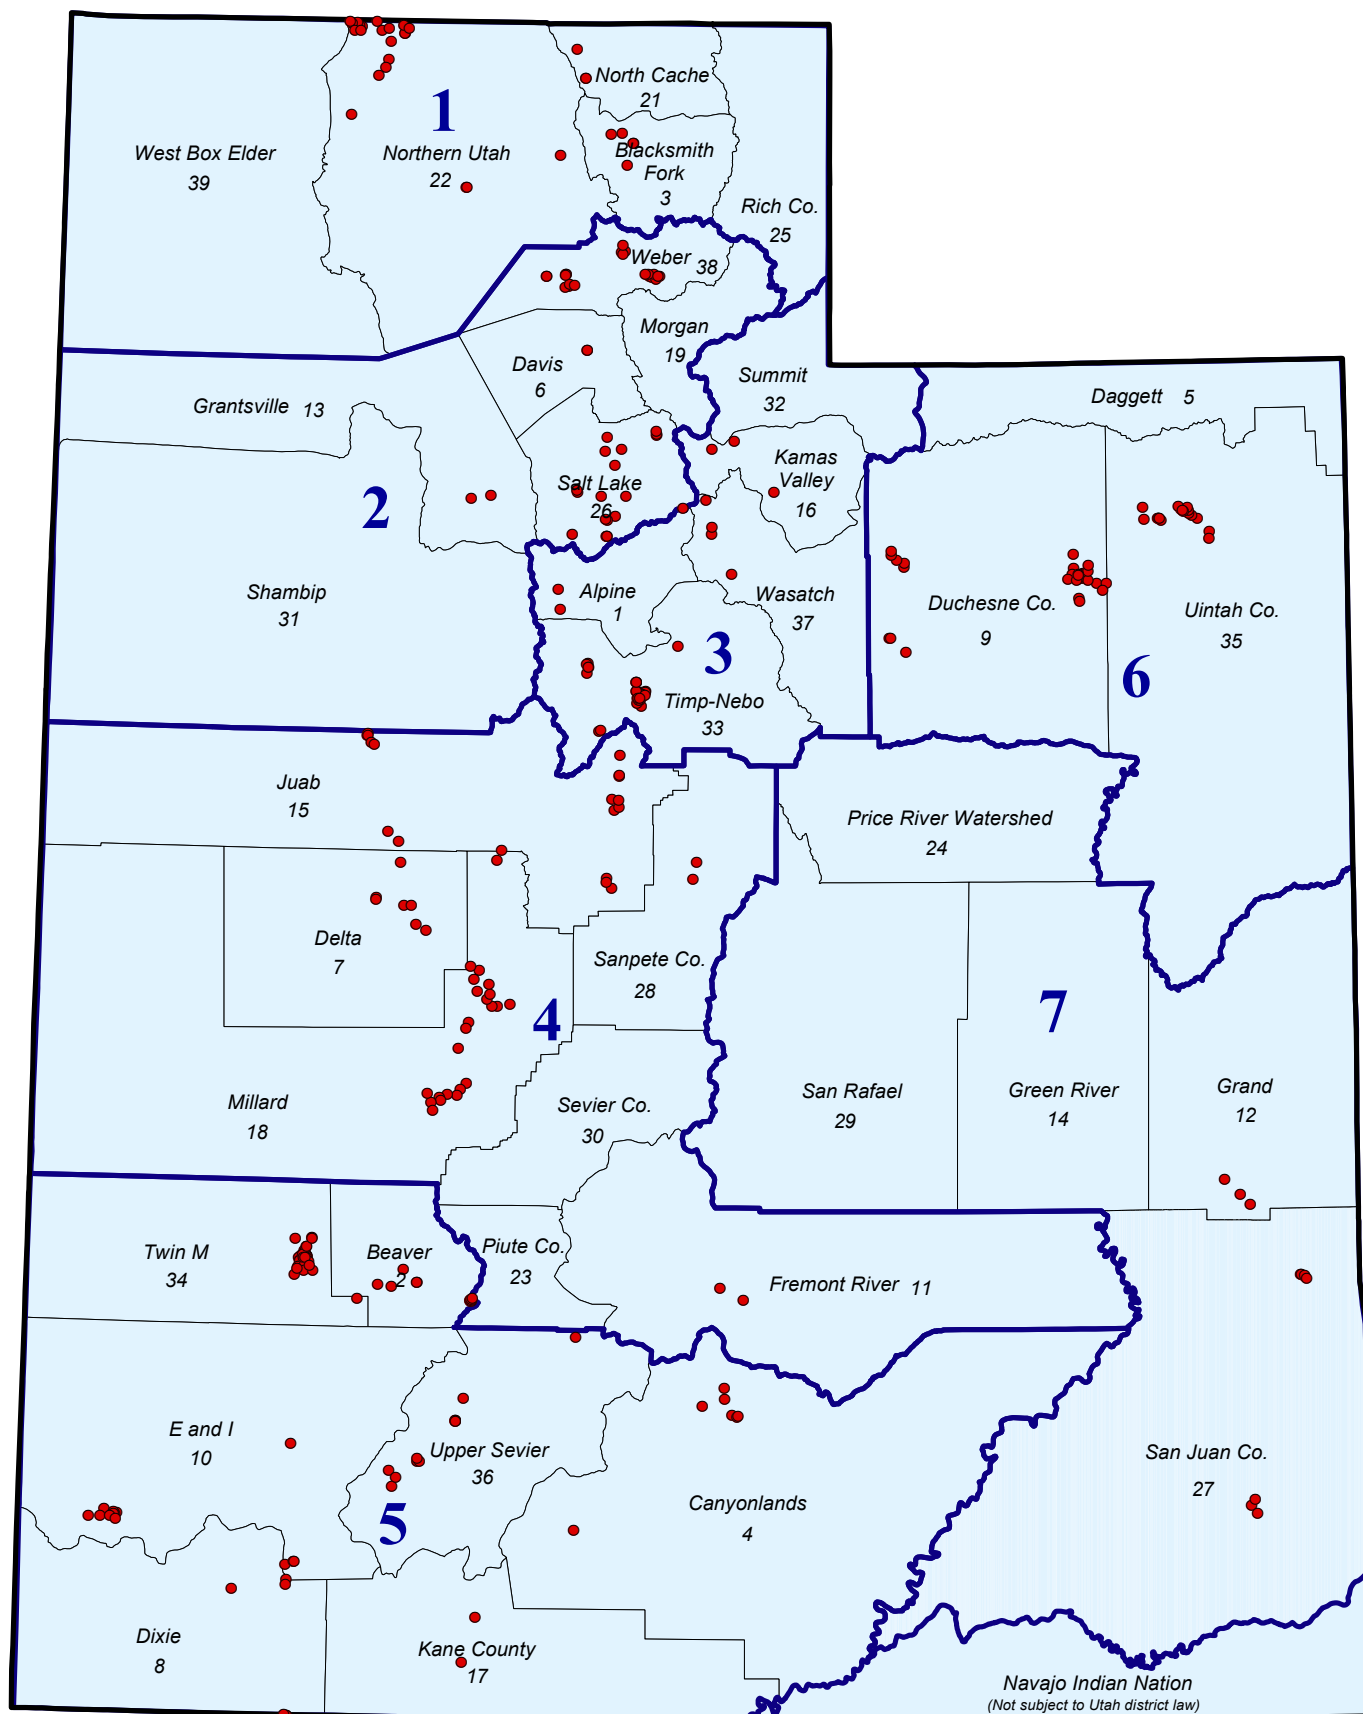 North Cache
21
1
West Box Elder
39
Northern Utah
22
Blacksmith
Fork
3
Rich Co.
25
Weber 38
Morgan
19
Davis
6
Summit
32
Daggett 5
Grantsville 13
Kamas
Valley
16
Salt Lake
26
2
Shambip
31
Alpine
1
Wasatch
37
Duchesne Co.
9
Uintah Co.
35
3
6
Timp-Nebo
33
Juab
15
Price River Watershed
24
Delta
7
Sanpete Co.
28
4
7
Millard
18
Sevier Co.
30
San Rafael
29
Green River
14
Grand
12
Twin M
34
Beaver
2
Piute Co.
23
Fremont River 11
E and I
10
Upper Sevier
36
San Juan Co.
27
Canyonlands
4
5
Dixie
8
Kane County
17
Navajo Indian Nation
(Not subject to Utah district law)